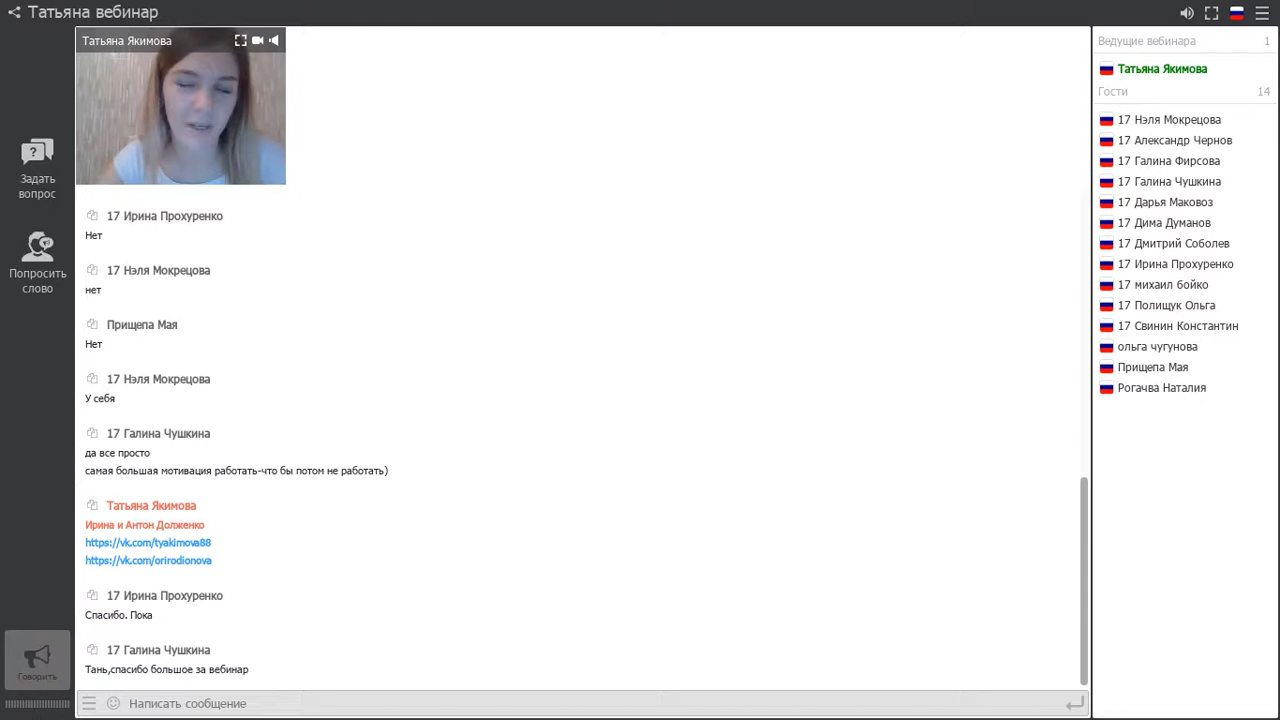 Татьяна вебинар
Задать
вопрос
Попросить
слово
Говорить
Татьяна Якимова
17 Ирина Прохуренко
Нет
17 Нэля Мокрецова
нет
Прищепа Мая
Нет
17 Нэля Мокрецова
У себя
17 Галина Чушкина
да все просто
самая большая мотивация работать-что бы потом не работать)
Татьяна Якимова
Ирина и Антон Долженко
https://vk.com/tyakimova88
https://vk.com/orirodionova
17 Ирина Прохуренко
Спасибо. Пока
17 Галина Чушкина
Тань,спасибо большое за вебинар
Написать сообщение
Ведущие вебинара 1
Татьяна Якимова
Гости 14
17 Нэля Мокрецова
17 Александр Чернов
17 Галина Фирсова
17 Галина Чушкина
17 Дарья Маковоз
17 Дима Думанов
17 Дмитрий Соболев
17 Ирина Прохуренко
17 михаил бойко
17 Полищук Ольга
17 Свинин Константин
ольга чугунова
Прищепа Мая
Рогачва Наталия